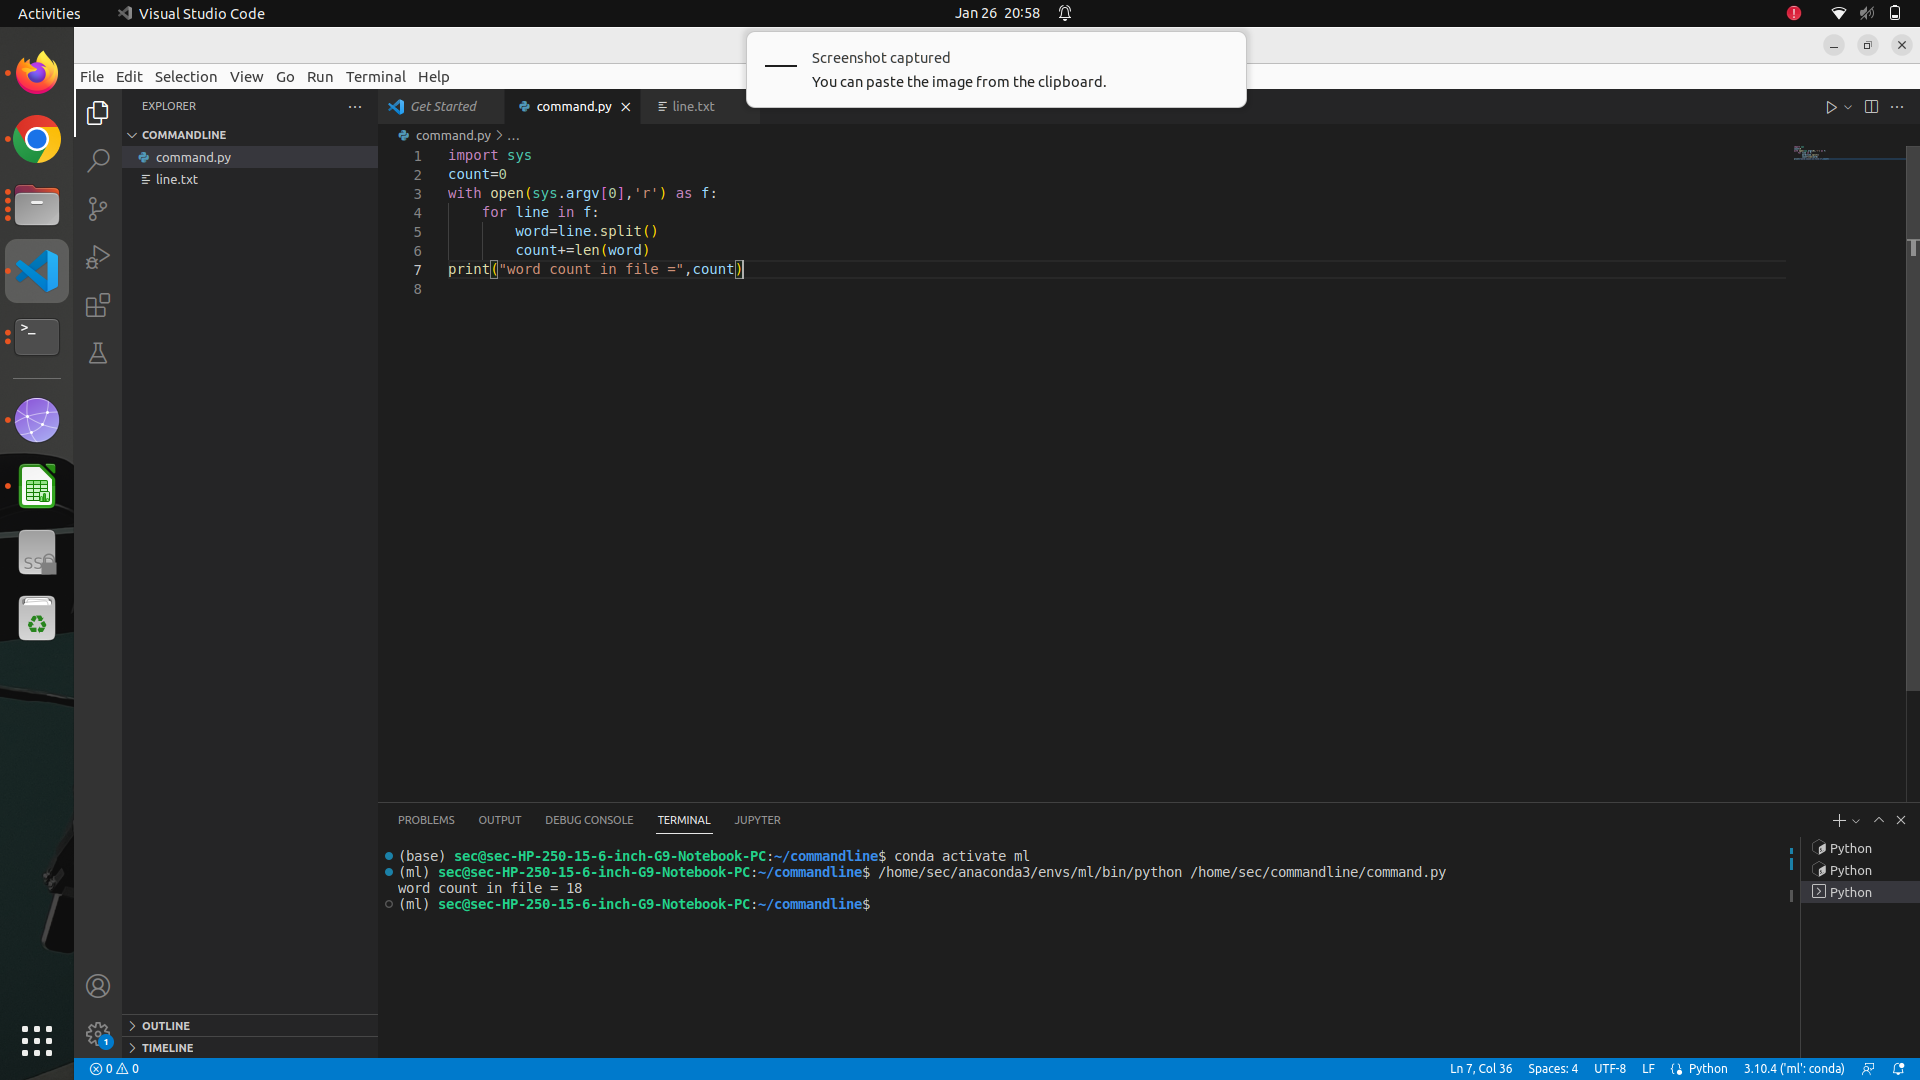 Activities
Visual Studio Code
Jan 26 20:58
Screenshot captured
You can paste the image from the clipboard.
File Edit Selection View Go Run Terminal Help
EXPLORER
Get Started
command.py
line.txt
COMMANDLINE
command.py
line.txt
command.py > ...
1 import sys
2 count=0
3 with open(sys.argv[0],'r') as f:
4     for line in f:
5         word=line.split()
6         count+=len(word)
7 print("word count in file =",count)
8
PROBLEMS OUTPUT DEBUG CONSOLE TERMINAL JUPYTER
(base) sec@sec-HP-250-15-6-inch-G9-Notebook-PC:~/commandline$ conda activate ml
(ml) sec@sec-HP-250-15-6-inch-G9-Notebook-PC:~/commandline$ /home/sec/anaconda3/envs/ml/bin/python /home/sec/commandline/command.py
word count in file = 18
(ml) sec@sec-HP-250-15-6-inch-G9-Notebook-PC:~/commandline$
Python
Python
Python
SS
OUTLINE
TIMELINE
1
0 0
Ln 7, Col 36 Spaces: 4 UTF-8 LF Python 3.10.4 ('ml': conda)